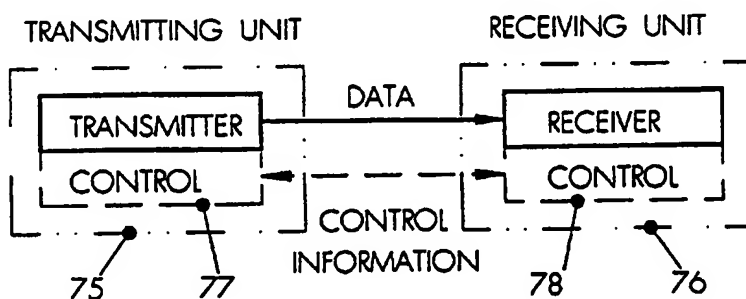 TRANSMITTING UNIT
RECEIVING UNIT
DATA
TRANSMITTER
RECEIVER
CONTROL
CONTROL
CONTROL
INFORMATION
75
77
78
76